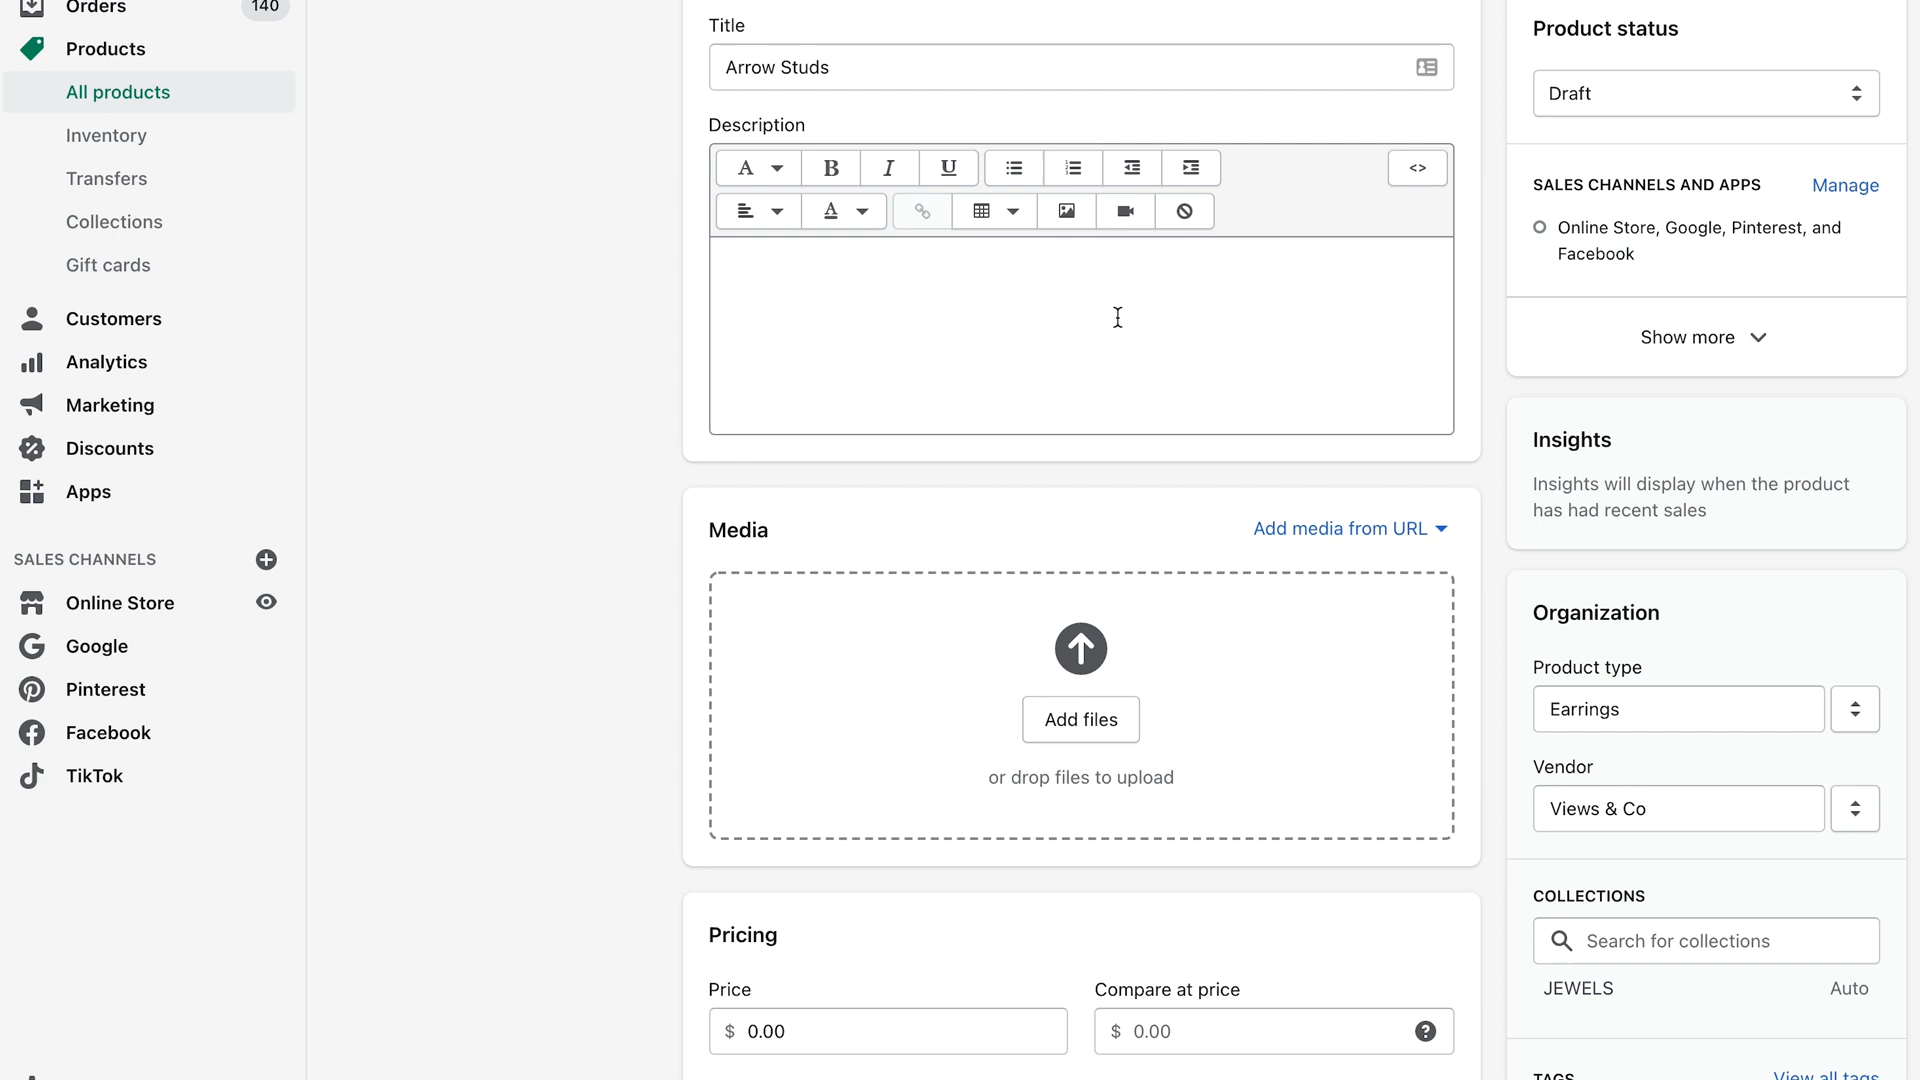 Orders 140
Products
All products
Inventory
Transfers
Collections
Gift cards
Customers
Analytics
Marketing
Discounts
Apps
SALES CHANNELS
Online Store
Google
Pinterest
Facebook
TikTok
Title
Arrow Studs
Description
A B I U <>
A
Media Add media from URL
Add files
or drop files to upload
Pricing
Price Compare at price
$ 0.00 $ 0.00
Product status
Draft
SALES CHANNELS AND APPS Manage
Online Store, Google, Pinterest, and
Facebook
Show more
Insights
Insights will display when the product
has had recent sales
Organization
Product type
Earrings
Vendor
Views & Co
COLLECTIONS
Search for collections
JEWELS Auto
TAGS View all tags